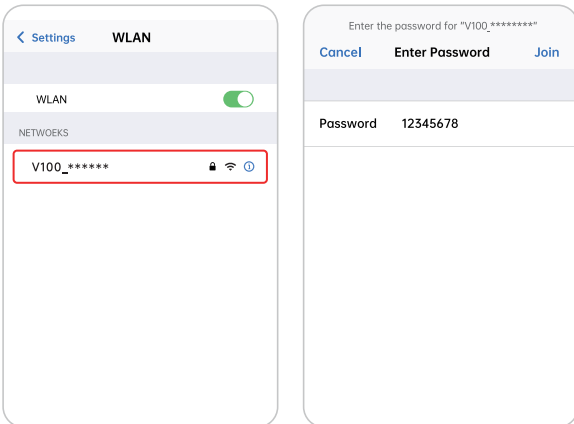 Settings WLAN
WLAN
NETWOEKS
V100_******
Enter the password for "V100_********"
Cancel Enter Password Join
Password 12345678